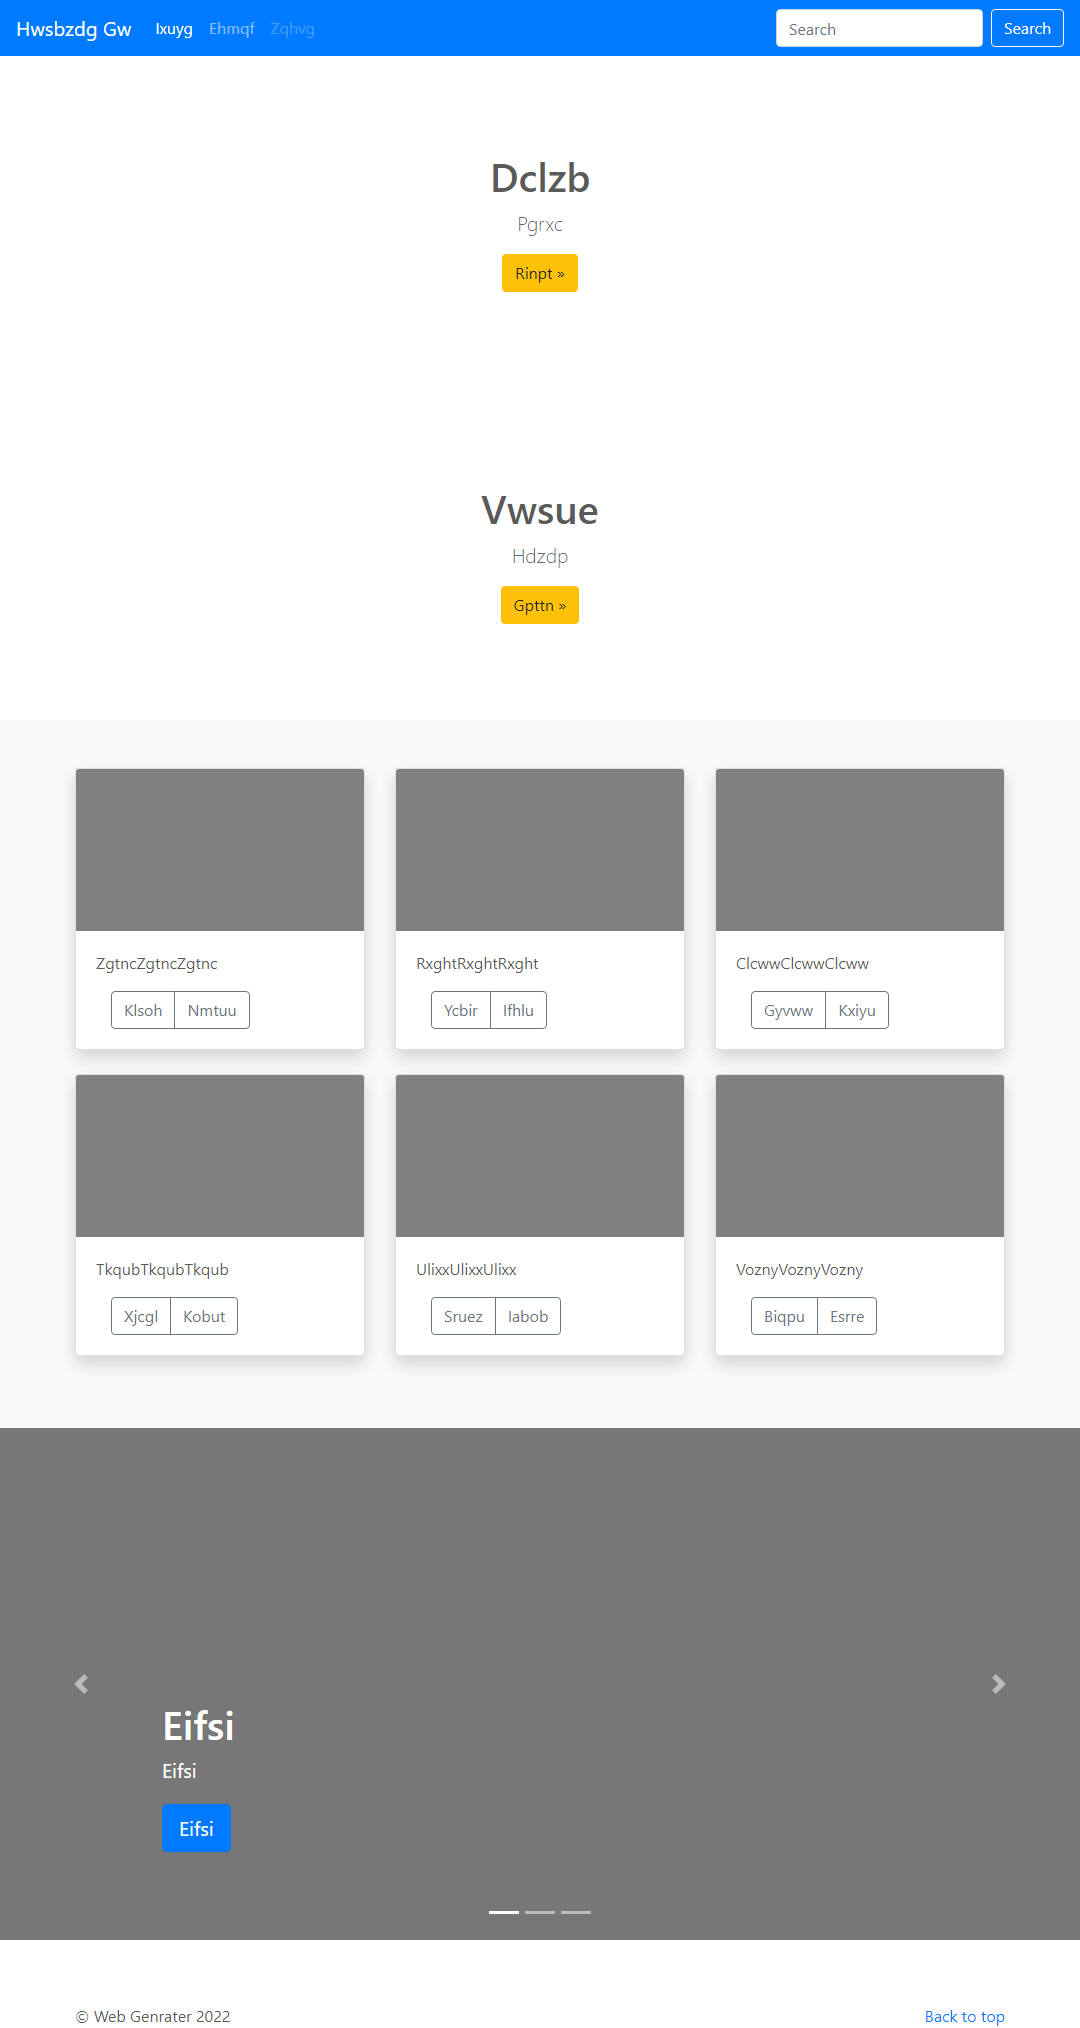 Hwsbzdg Gw Ixuyg Ehmqf Zqhvg Search Search
Dclzb
Pgrxc
Rinpt »
Vwsue
Hdzdp
Gpttn »
ZgtncZgtncZgtnc RxghtRxghtRxght ClcwwClcwwClcww
Klsoh Nmtuu Ycbir Ifhlu Gyvww Kxiyu
TkqubTkqubTkqub UlixxUlixxUlixx VoznyVoznyVozny
Xjcgl Kobut Sruez Iabob Biqpu Esrre
Eifsi
Eifsi
Eifsi
© Web Genrater 2022 Back to top